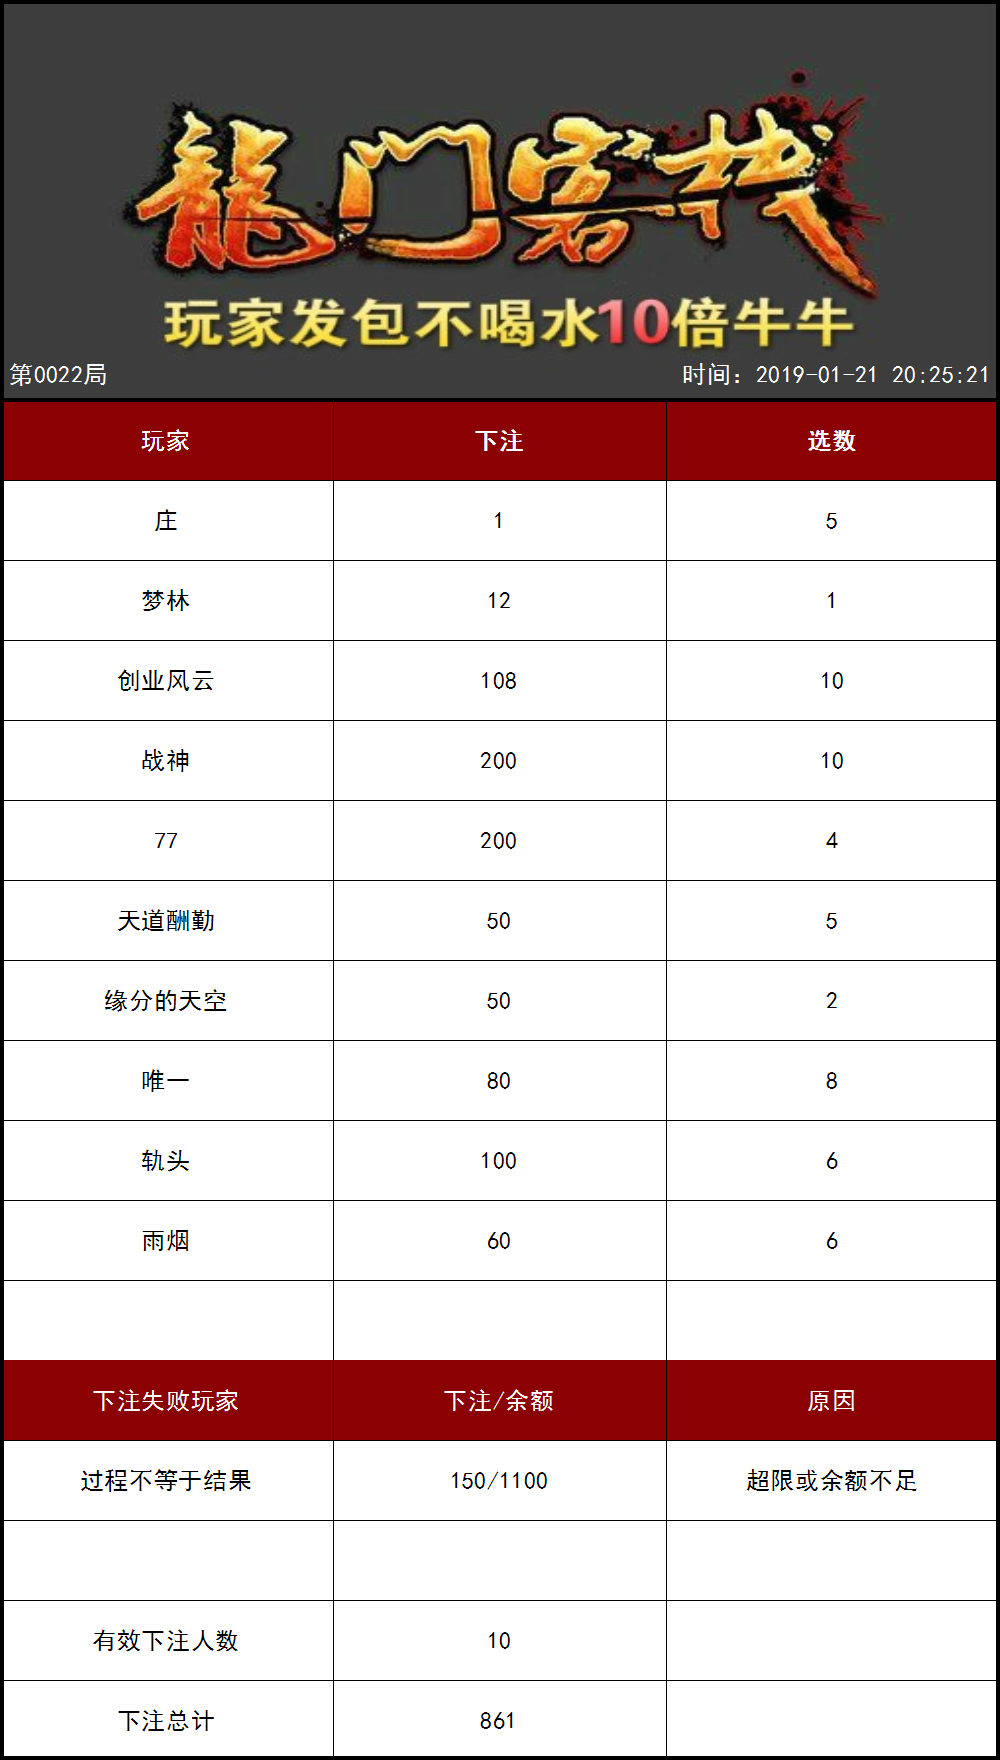 龍门客栈
玩家发包不喝水10倍牛牛
第0022局 时间：2019-01-21 20:25:21
玩家 下注 选数
庄 1 5
梦林 12 1
创业风云 108 10
战神 200 10
77 200 4
天道酬勤 50 5
缘分的天空 50 2
唯一 80 8
轨头 100 6
雨烟 60 6
下注失败玩家 下注/余额 原因
过程不等于结果 150/1100 超限或余额不足
有效下注人数 10
下注总计 861